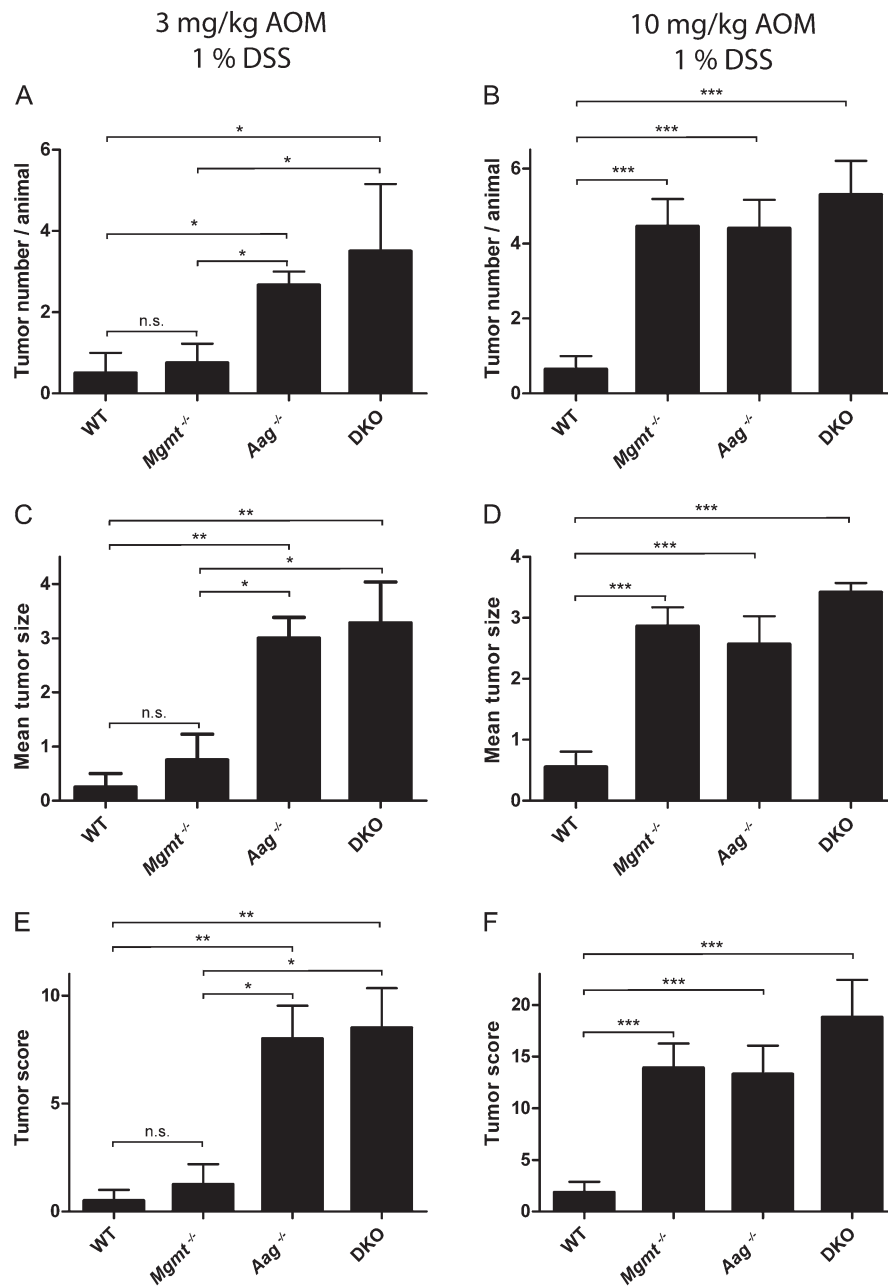 3 mg/kg AOM
1 % DSS
10 mg/kg AOM
1 % DSS
A
Tumor number / animal
6
4
2
0
*
*
*
*
n.s.
WT
Mgmt -/-
Aag -/-
DKO
B
Tumor number / animal
6
4
2
0
***
***
***
WT
Mgmt -/-
Aag -/-
DKO
C
Mean tumor size
4
3
2
1
0
**
**
*
*
n.s.
WT
Mgmt -/-
Aag -/-
DKO
D
Mean tumor size
4
3
2
1
0
***
***
***
WT
Mgmt -/-
Aag -/-
DKO
E
Tumor score
10
5
0
**
**
*
*
n.s.
WT
Mgmt -/-
Aag -/-
DKO
F
Tumor score
20
15
10
5
0
***
***
***
WT
Mgmt -/-
Aag -/-
DKO